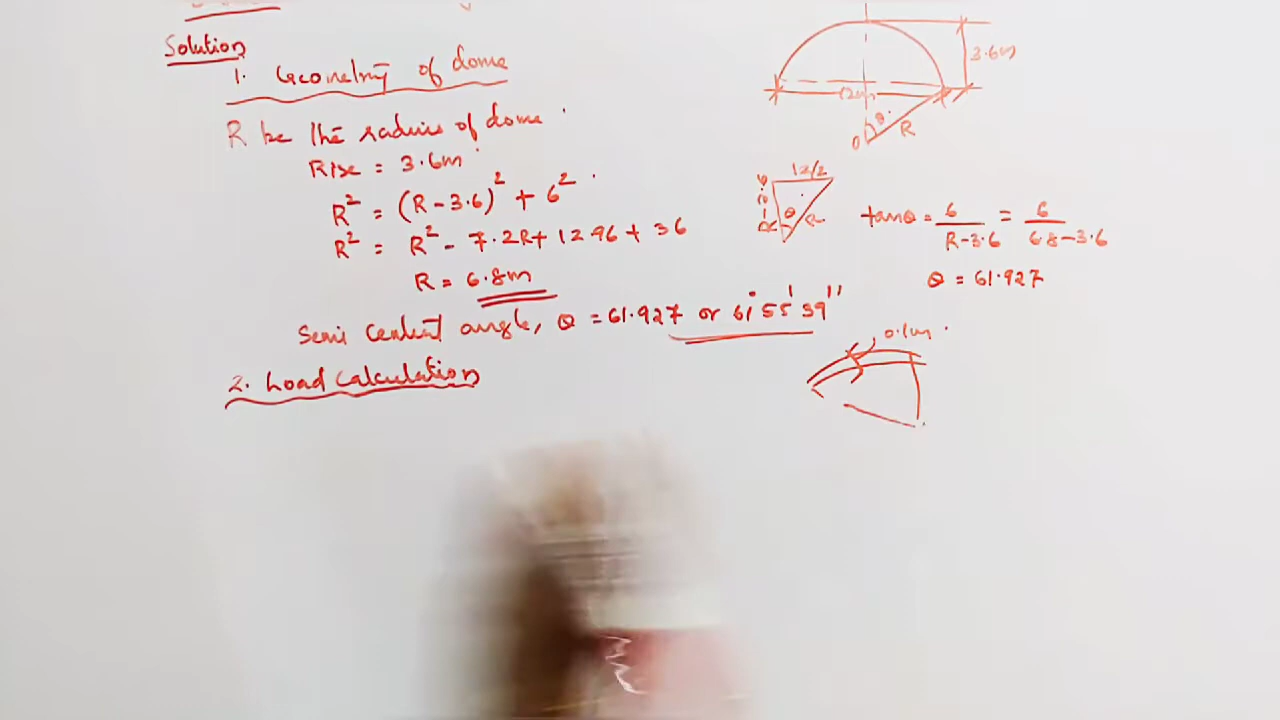 Solution
1. Geometry of dome
R be the radius of dome
Rise = 3.6m
R² = (R-3.6)² + 6²
R² = R² - 7.2R + 12.96 + 36
R = 6.8m
Semi central angle, θ = 61.927 or 61° 55' 39''
2. Load calculation
3.6m
12m
θ
R
O
12/2
θ
R
tanθ = 6/(R-3.6) = 6/(6.8-3.6)
θ = 61.927
0.1m